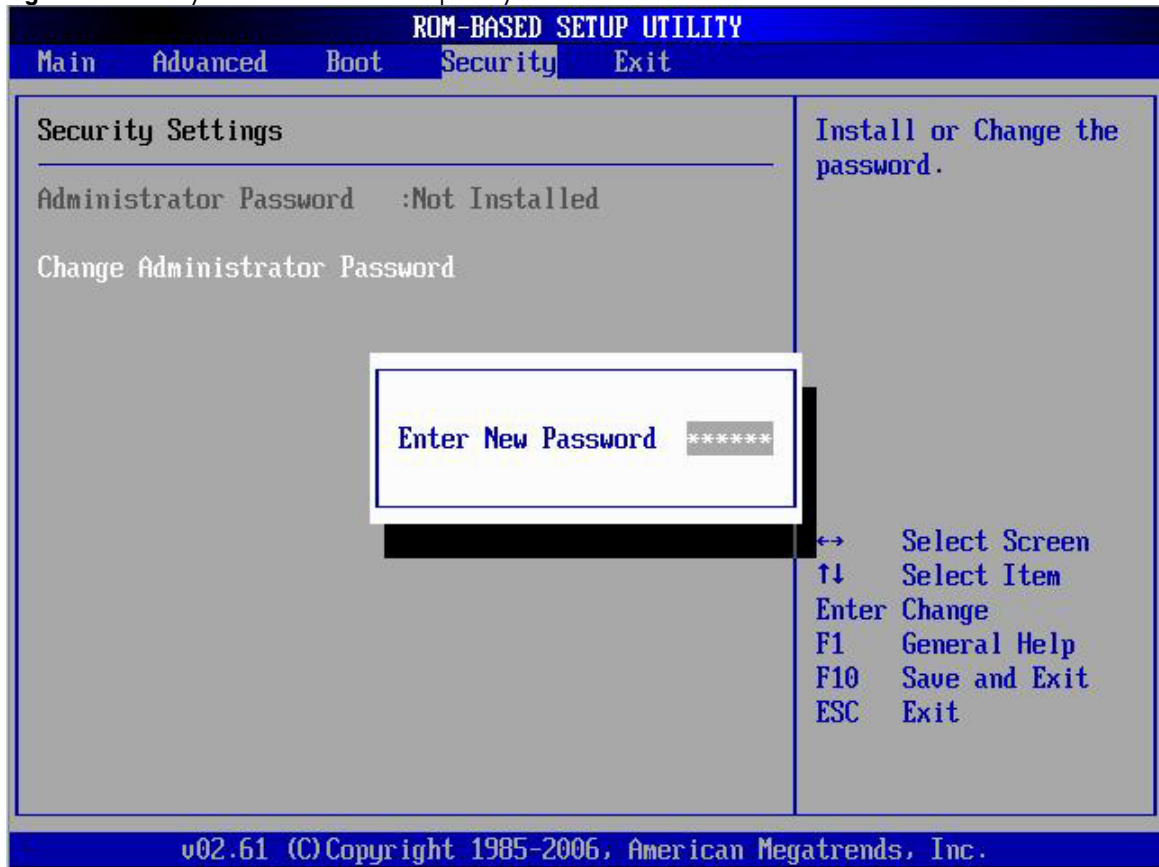 ROM-BASED SETUP UTILITY
Main Advanced Boot Security Exit
Security Settings
Administrator Password :Not Installed
Change Administrator Password
Enter New Password ******
Install or Change the
password.
←→ Select Screen
↑↓ Select Item
Enter Change
F1 General Help
F10 Save and Exit
ESC Exit
v02.61 (C)Copyright 1985-2006, American Megatrends, Inc.